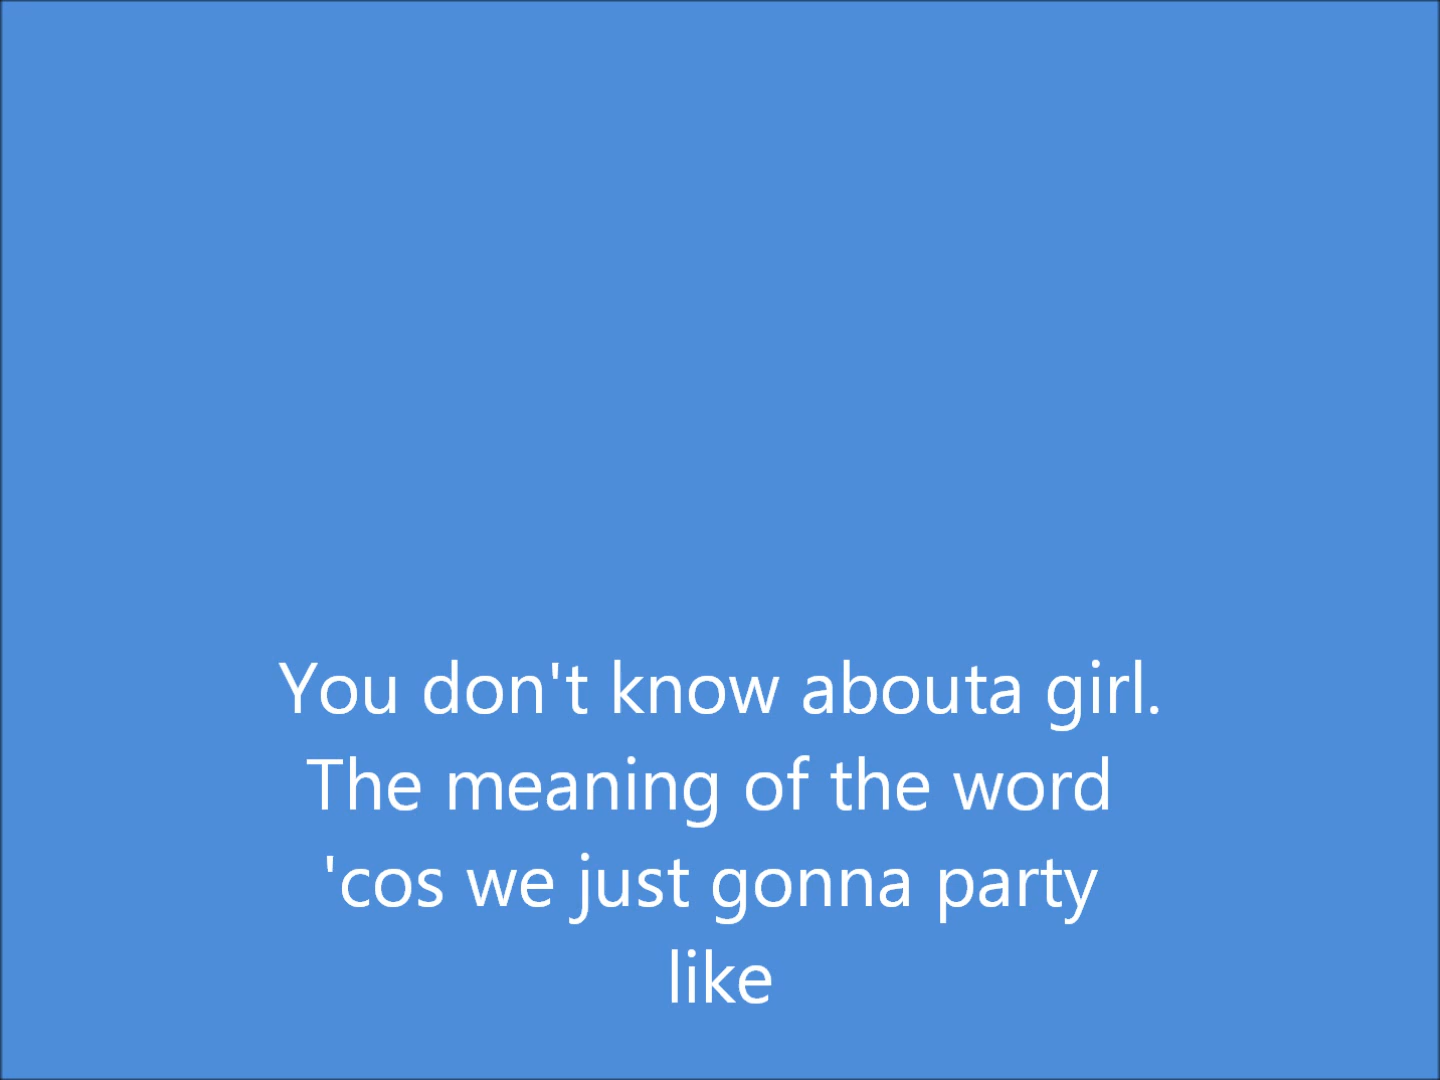 You don't know abouta girl.
The meaning of the word
'cos we just gonna party
like